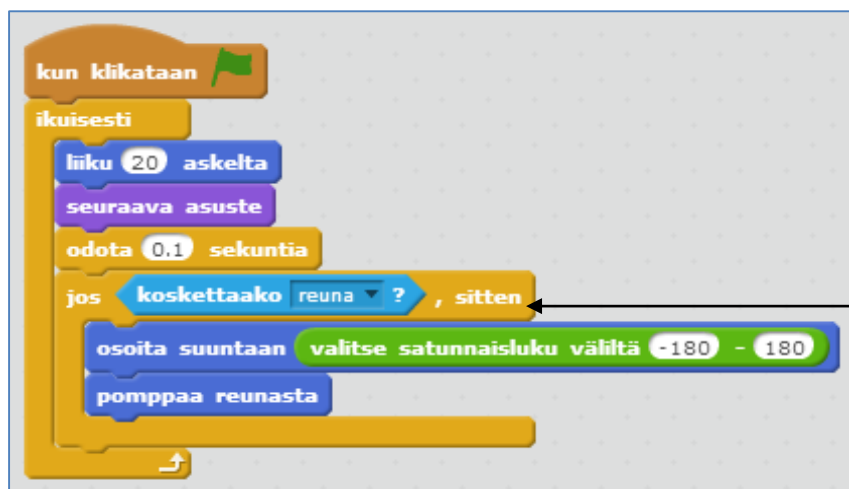 kun klikataan
ikuisesti
liiku 20 askelta
seuraava asuste
odota 0.1 sekuntia
jos koskettaako reuna ? , sitten
osoita suuntaan valitse satunnaisluku väliltä -180 - 180
pomppaa reunasta